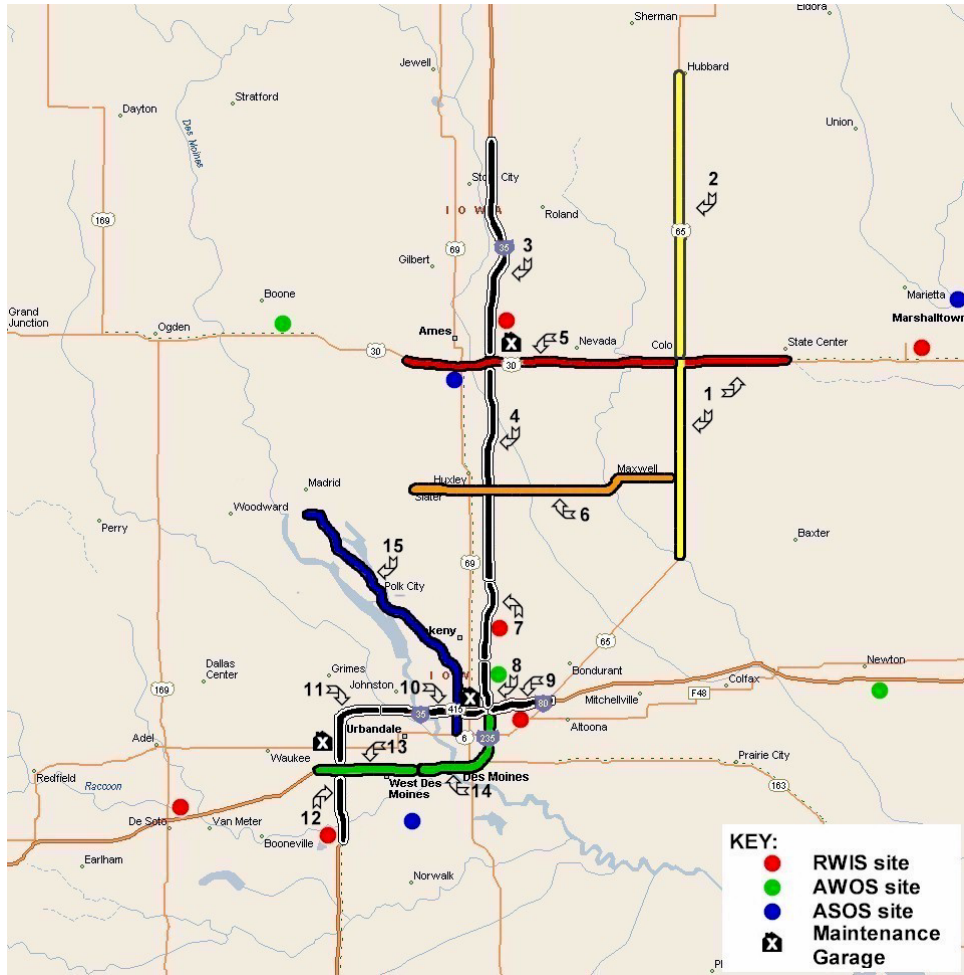 Sherman
Eldora
Jewell
Hubbard
Stratford
Dayton
Des Moines
Union
Story City
2
169
I O W A
Roland
65
69
35
3
Gilbert
Boone
Marietta
Grand
Junction
Marshalltown
Ogden
Ames
5
Nevada
Colo
State Center
30
30
1
4
Maxwell
Huxley
Slater
Madrid
6
Woodward
Perry
Baxter
15
69
Polk City
7
65
Dallas
Center
Grimes
8
9
Bondurant
Newton
11
Johnston
10
Mitchellville
Colfax
F48
169
35
415
80
Altoona
Adel
Urbandale
6
235
Waukee
13
Prairie City
Redfield
West Des
Moines
Des Moines
163
Raccoon
14
De Soto
Van Meter
12
Booneville
Earlham
Norwalk
KEY:
RWIS site
AWOS site
ASOS site
Maintenance
Garage